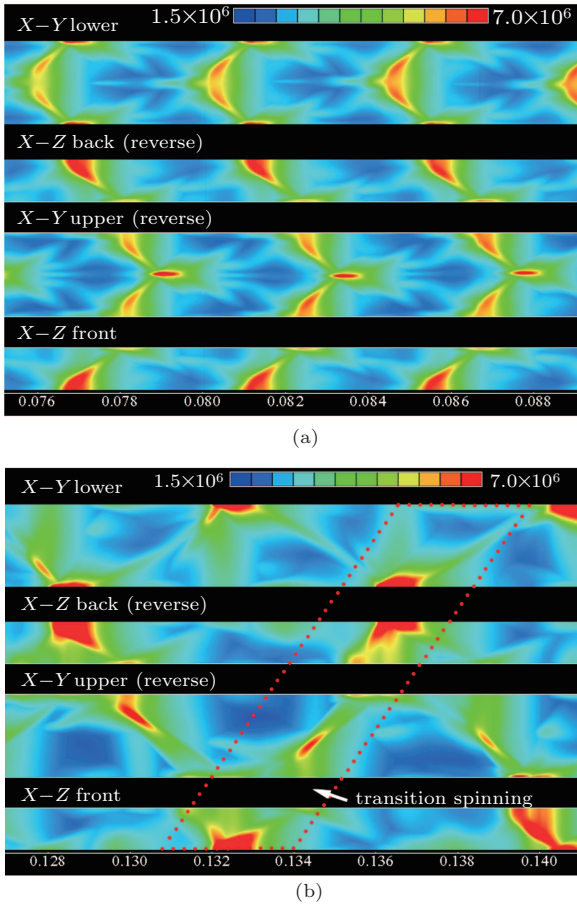 X−Y lower 1.5×10⁶ 7.0×10⁶
X−Z back (reverse)
X−Y upper (reverse)
X−Z front
0.076 0.078 0.080 0.082 0.084 0.086 0.088
(a)
X−Y lower 1.5×10⁶ 7.0×10⁶
X−Z back (reverse)
X−Y upper (reverse)
X−Z front
transition spinning
0.128 0.130 0.132 0.134 0.136 0.138 0.140
(b)